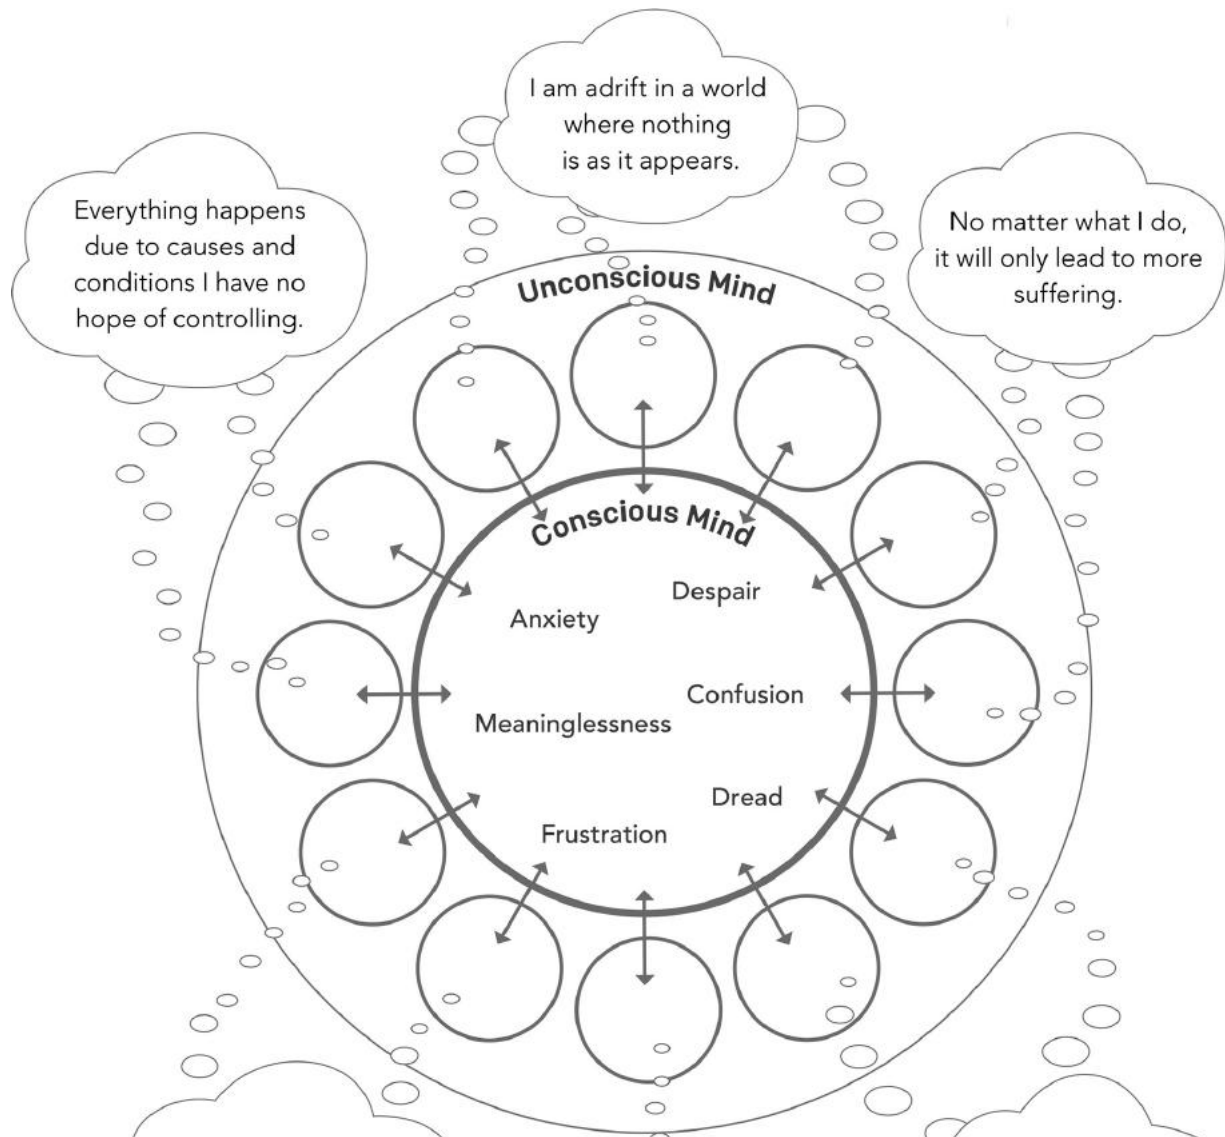 I am adrift in a world
where nothing
is as it appears.
Everything happens
due to causes and
conditions I have no
hope of controlling.
No matter what I do,
it will only lead to more
suffering.
Unconscious Mind
Conscious Mind
Despair
Anxiety
Confusion
Meaninglessness
Dread
Frustration